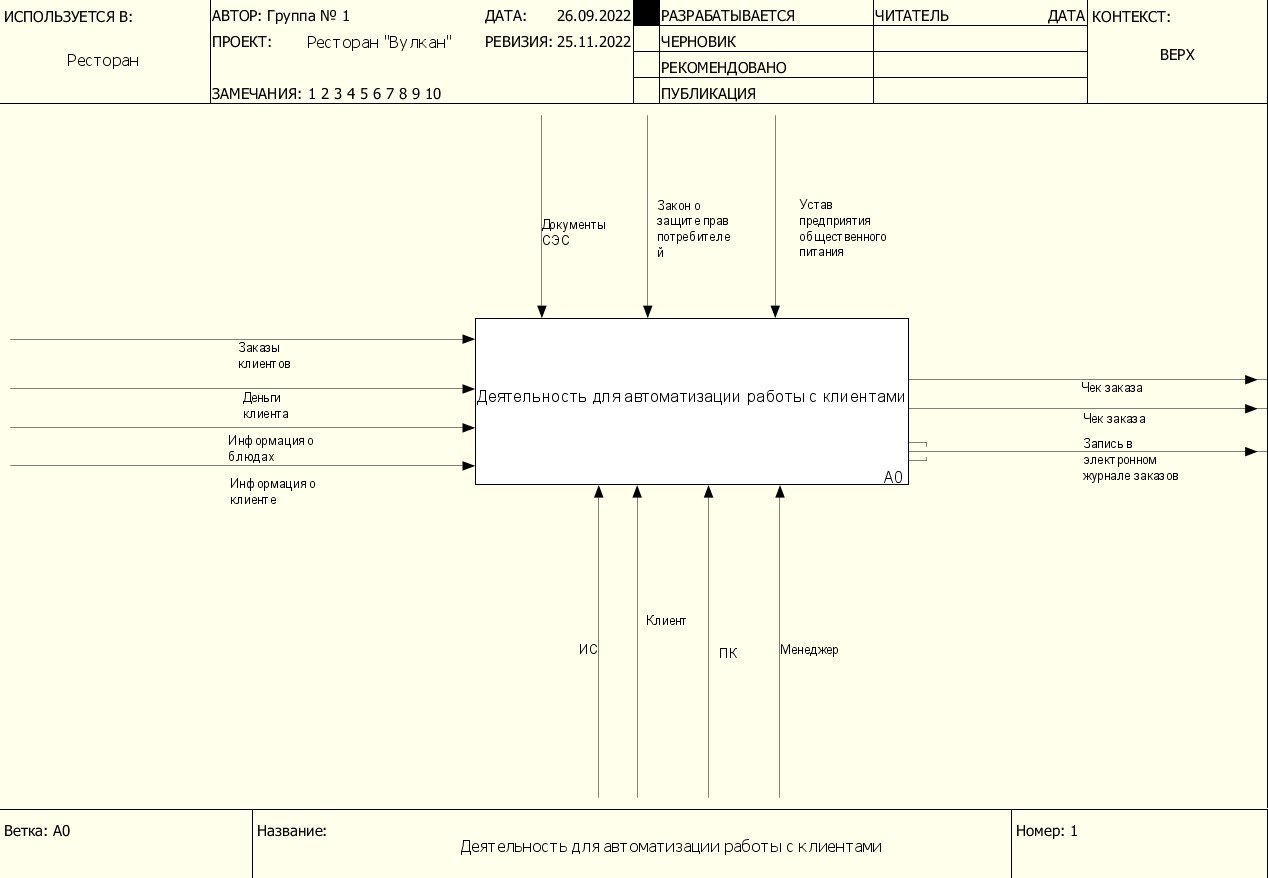 ИСПОЛЬЗУЕТСЯ В:
Ресторан
АВТОР: Группа № 1
ДАТА: 26.09.2022
ПРОЕКТ: Ресторан "Вулкан"
РЕВИЗИЯ: 25.11.2022
ЗАМЕЧАНИЯ: 1 2 3 4 5 6 7 8 9 10
РАЗРАБАТЫВАЕТСЯ
ЧЕРНОВИК
РЕКОМЕНДОВАНО
ПУБЛИКАЦИЯ
ЧИТАТЕЛЬ
ДАТА
КОНТЕКСТ:
ВЕРХ
Документы
СЭС
Закон о
защите прав
потребителе
й
Устав
предприятия
общественного
питания
Заказы
клиентов
Деньги
клиента
Информация о
блюдах
Информация о
клиенте
Деятельность для автоматизации работы с клиентами
A0
Чек заказа
Чек заказа
Запись в
электронном
журнале заказов
ИС
Клиент
ПК
Менеджер
Ветка: A0
Название:
Деятельность для автоматизации работы с клиентами
Номер: 1